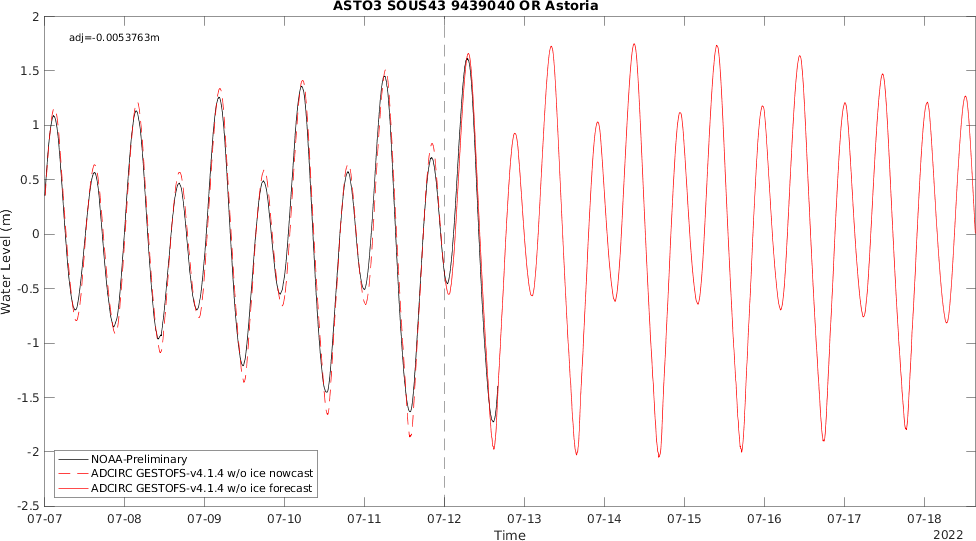 ASTO3 SOUS43 9439040 OR Astoria
adj=-0.0053763m
Water Level (m)
2
1.5
1
0.5
0
-0.5
-1
-1.5
-2
-2.5
NOAA-Preliminary
ADCIRC GESTOFS-v4.1.4 w/o ice nowcast
ADCIRC GESTOFS-v4.1.4 w/o ice forecast
07-07 07-08 07-09 07-10 07-11 07-12 07-13 07-14 07-15 07-16 07-17 07-18
Time
2022